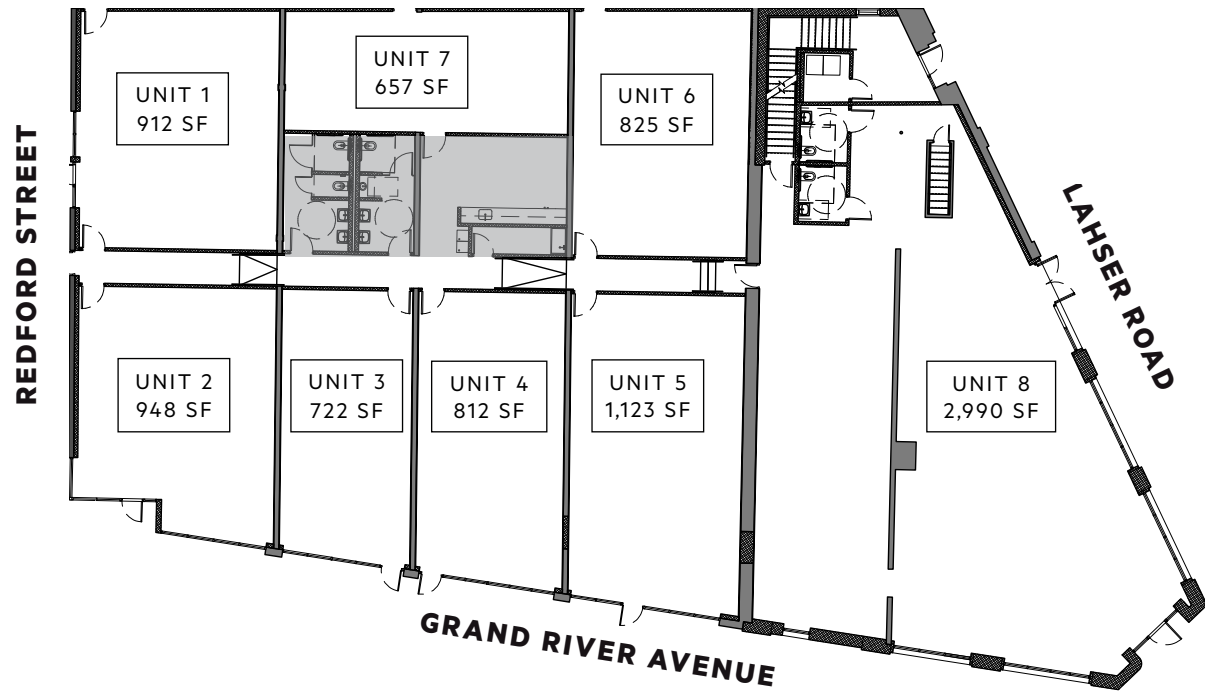 UNIT 7
657 SF
UNIT 1
912 SF
UNIT 6
825 SF
REDFORD STREET
LAHSER ROAD
UNIT 2
948 SF
UNIT 3
722 SF
UNIT 4
812 SF
UNIT 5
1,123 SF
UNIT 8
2,990 SF
GRAND RIVER AVENUE